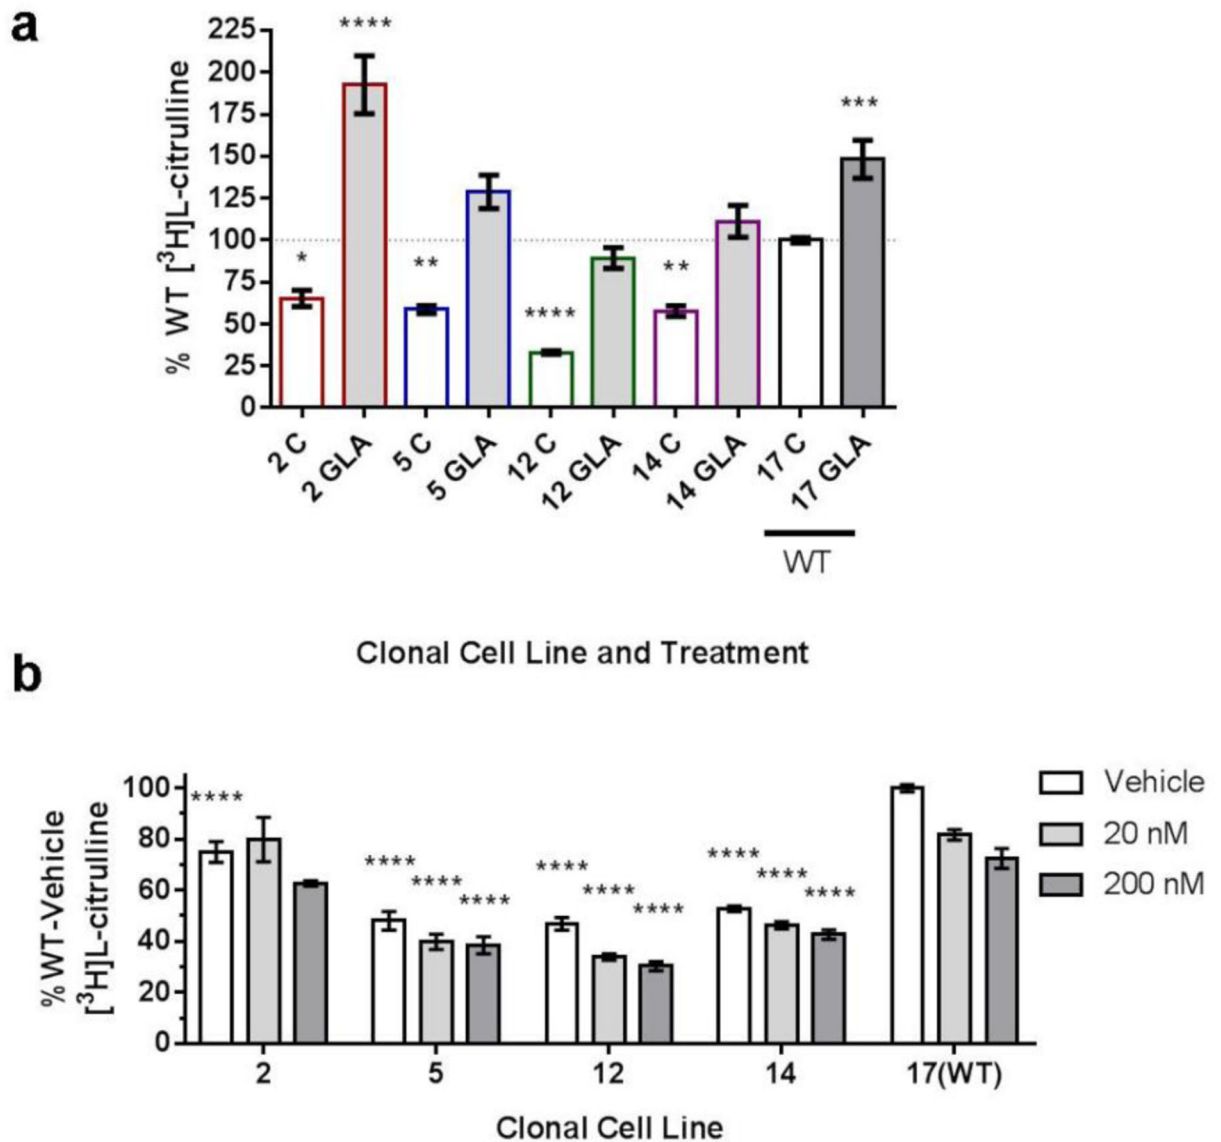 a
% WT [³H]L-citrulline
225
200
175
150
125
100
75
50
25
0
*
****
**
****
**
***
2 C
2 GLA
5 C
5 GLA
12 C
12 GLA
14 C
14 GLA
17 C
17 GLA
WT
Clonal Cell Line and Treatment
b
%WT-Vehicle
[³H]L-citrulline
100
80
60
40
20
0
****
****
****
****
****
****
****
****
****
****
2
5
12
14
17(WT)
Clonal Cell Line
Vehicle
20 nM
200 nM